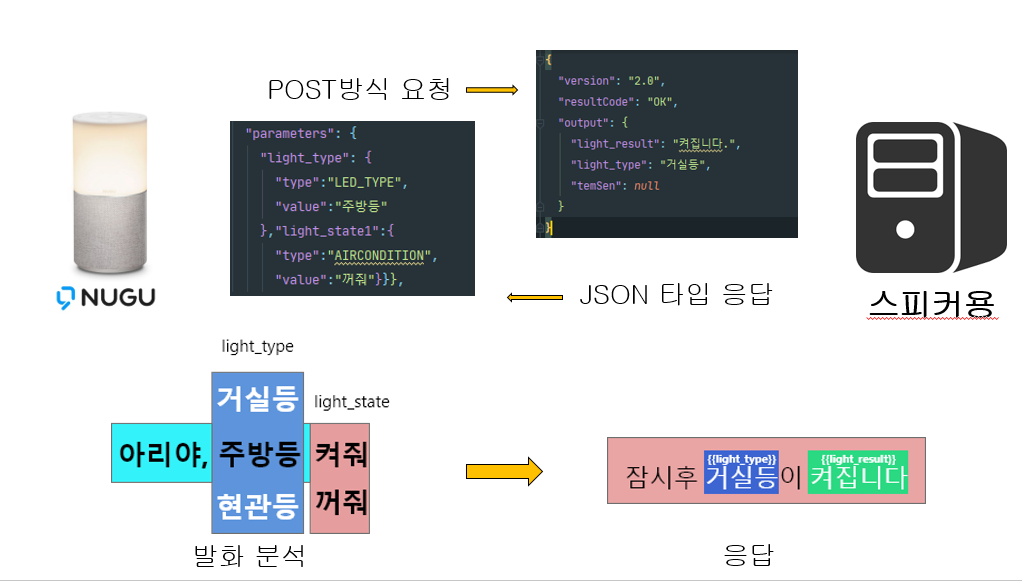 POST방식 요청
"parameters": {
"light_type": {
"type":"LED_TYPE",
"value":"주방등"
},"light_state1":{
"type":"AIRCONDITION",
"value":"꺼줘"}}},
{
"version": "2.0",
"resultCode": "OK",
"output": {
"light_result": "켜집니다.",
"light_type": "거실등",
"temSen": null
}
}
NUGU
JSON 타입 응답
스피커용
light_type
light_state
거실등
아리야, 주방등 켜줘
현관등 꺼줘
발화 분석
{{light_type}} {{light_result}}
잠시후 거실등이 켜집니다
응답